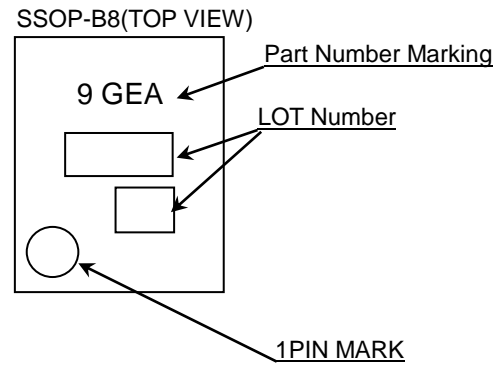 SSOP-B8(TOP VIEW)
Part Number Marking
9 GEA
LOT Number
1PIN MARK